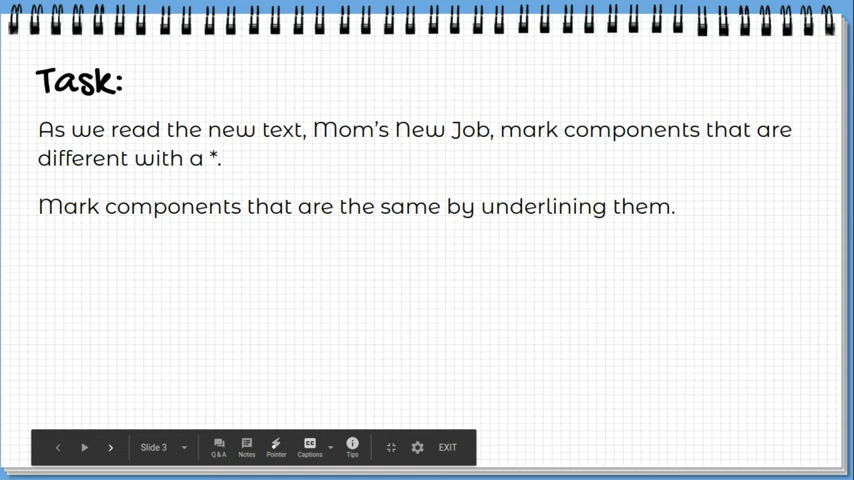 Task:
As we read the new text, Mom's New Job, mark components that are
different with a *.
Mark components that are the same by underlining them.
Slide 3
Q & A
Notes
Pointer
CC
Captions
Tips
EXIT